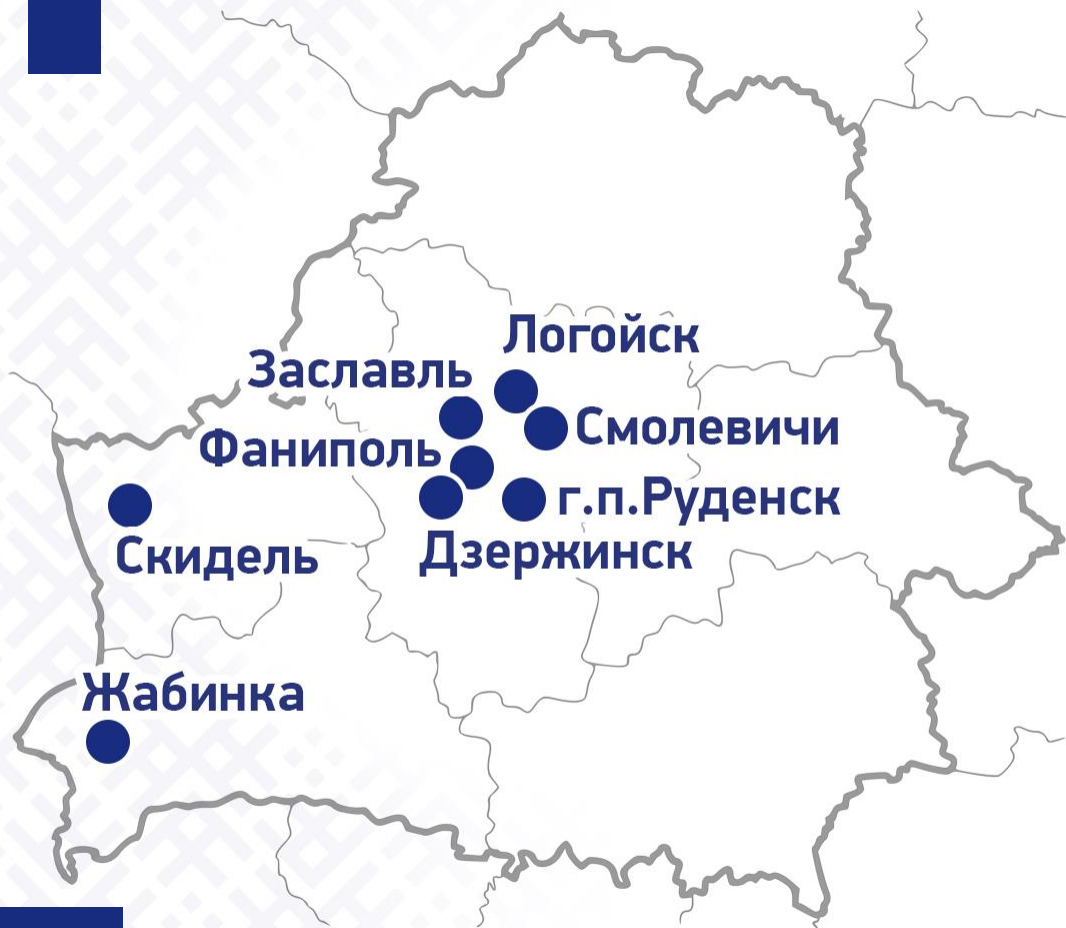 Логойск
Заславль
Смолевичи
Фаниполь
г.п.Руденск
Дзержинск
Скидель
Жабинка